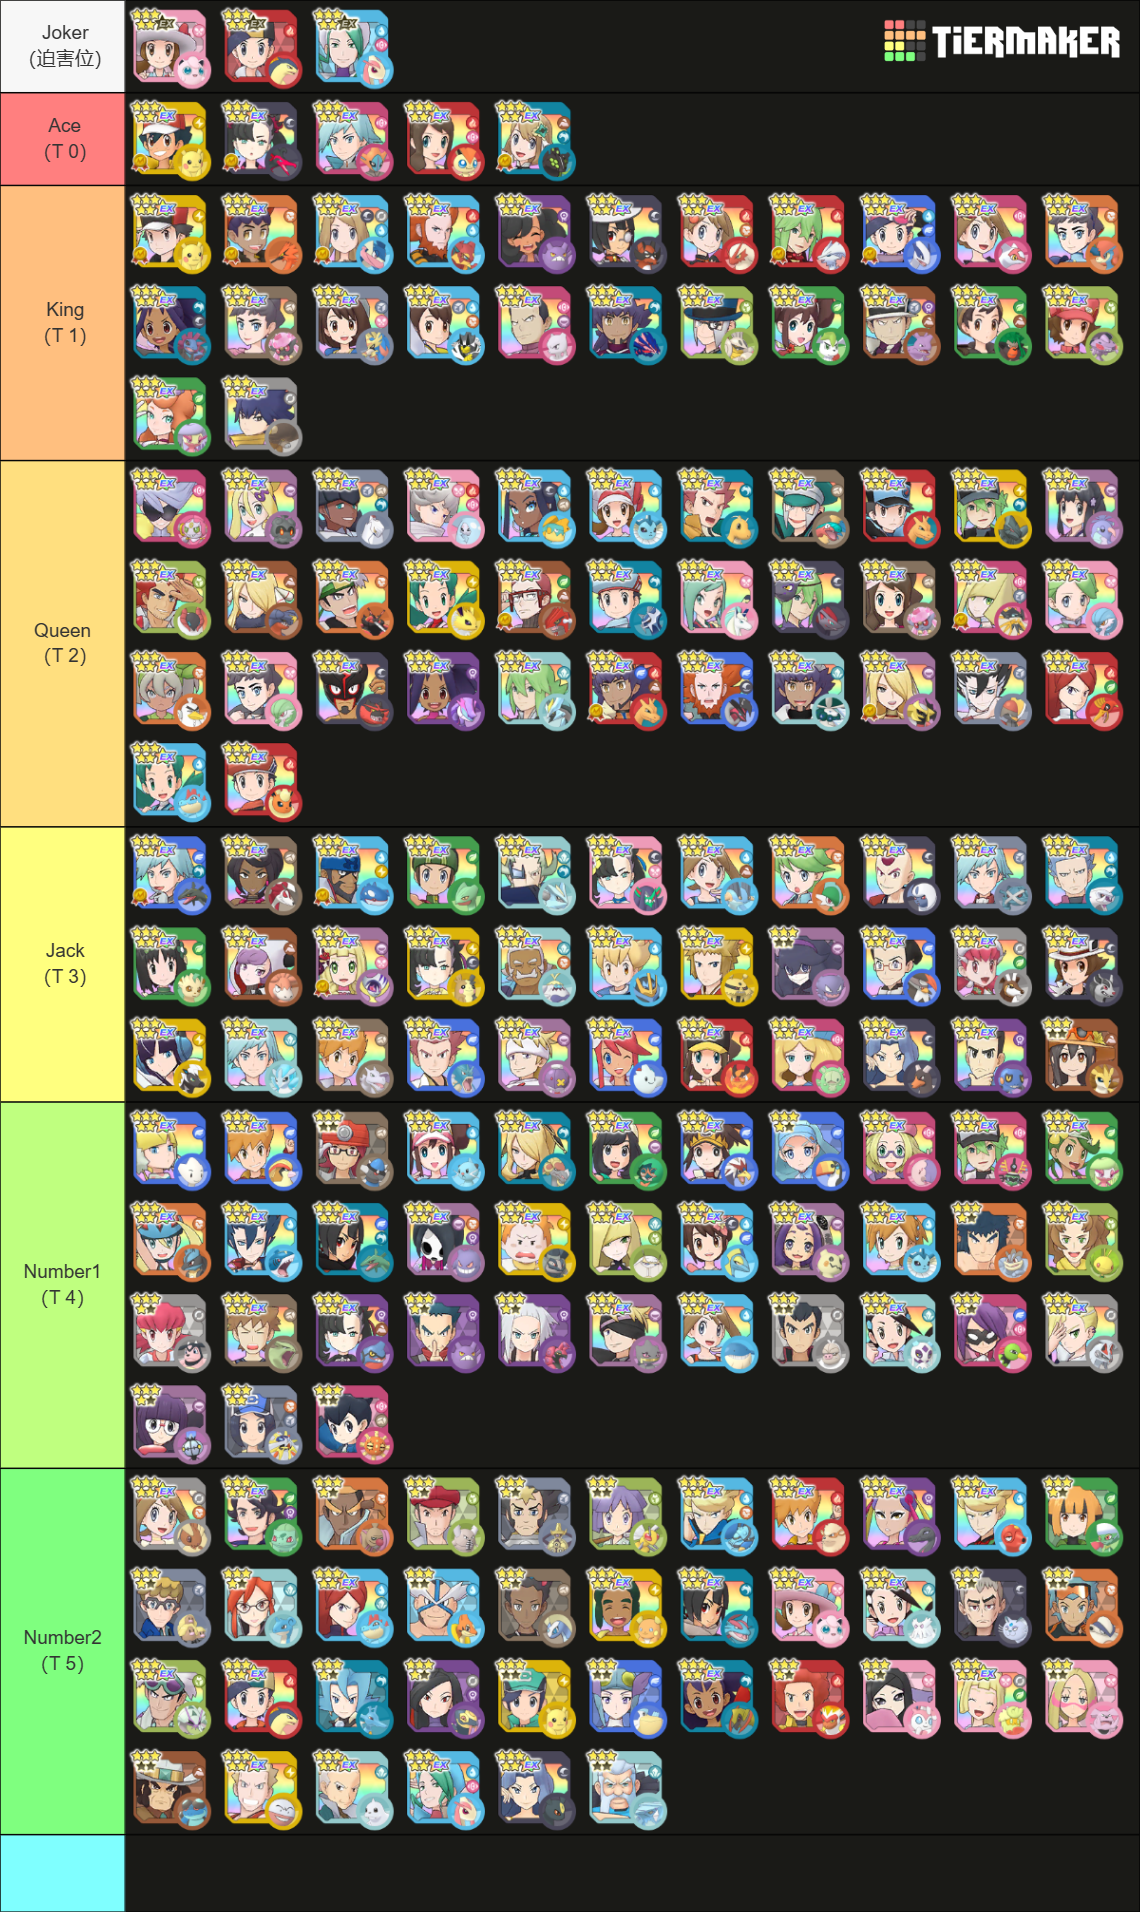 Joker
(迫害位)
TiERMAKER
Ace
(T 0)
King
(T 1)
Queen
(T 2)
Jack
(T 3)
Number1
(T 4)
Number2
(T 5)